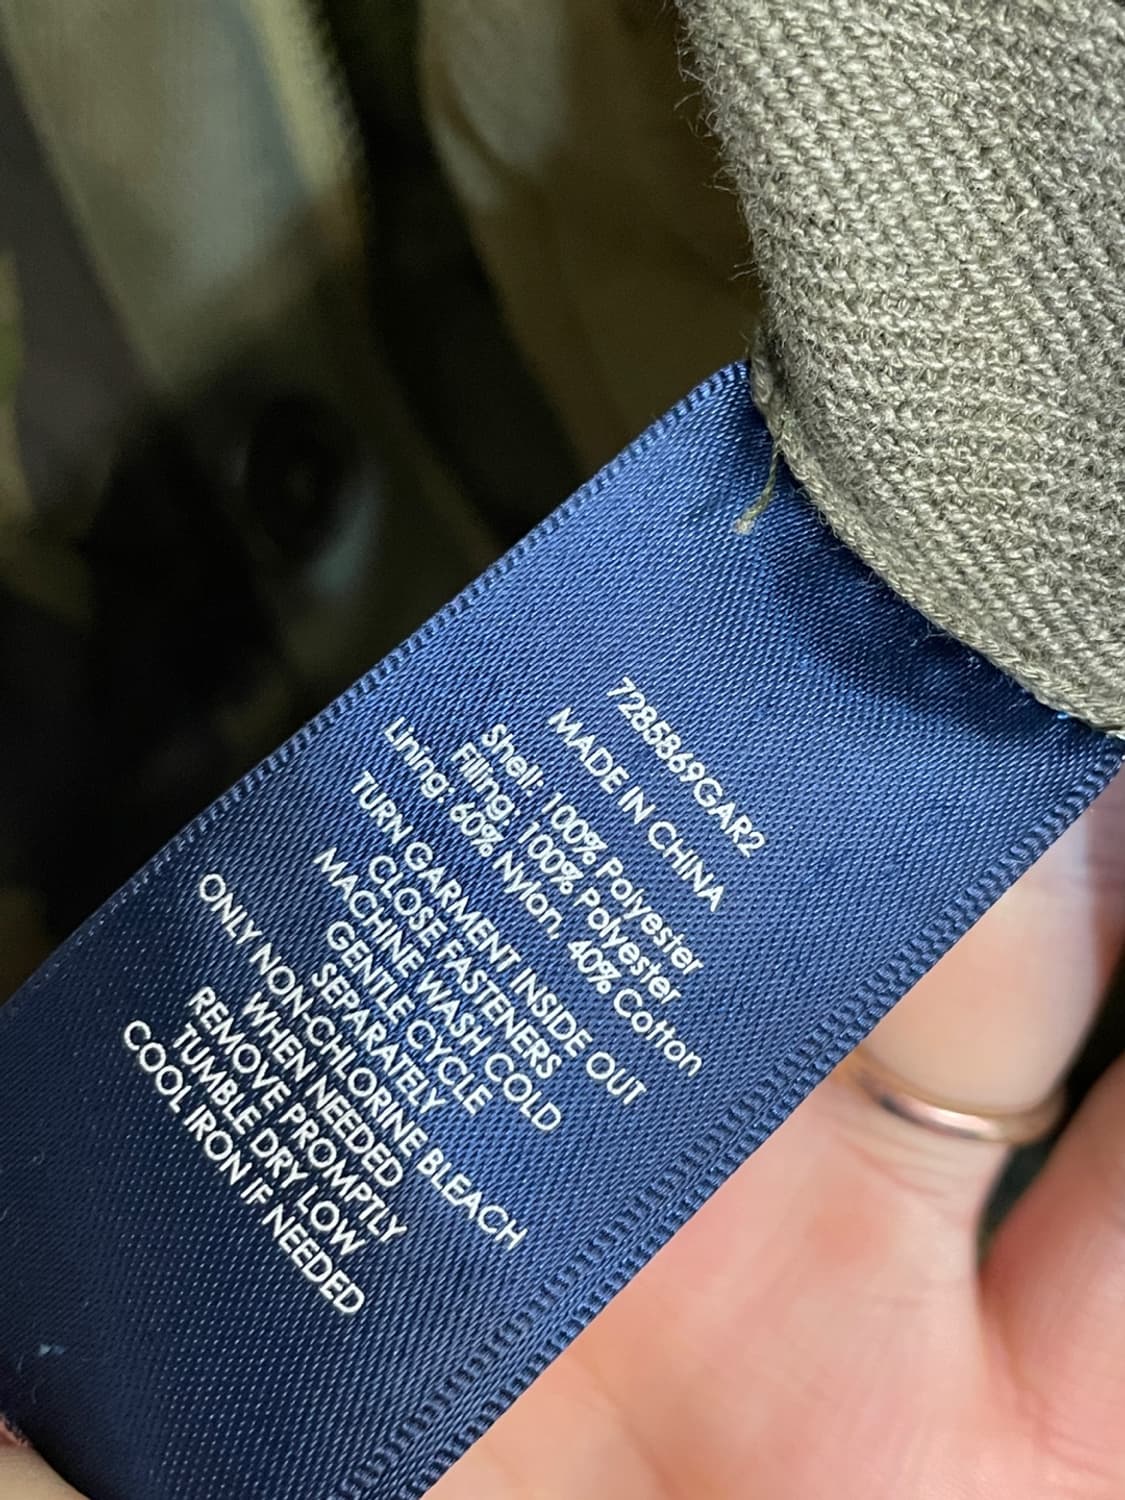 7285869GAR2
MADE IN CHINA
Shell: 100% Polyester
Filling: 100% Polyester
Lining: 60% Nylon, 40% Cotton
TURN GARMENT INSIDE OUT
CLOSE FASTENERS
MACHINE WASH COLD
GENTLE CYCLE
SEPARATELY
ONLY NON-CHLORINE BLEACH
WHEN NEEDED
REMOVE PROMPTLY
TUMBLE DRY LOW
COOL IRON IF NEEDED